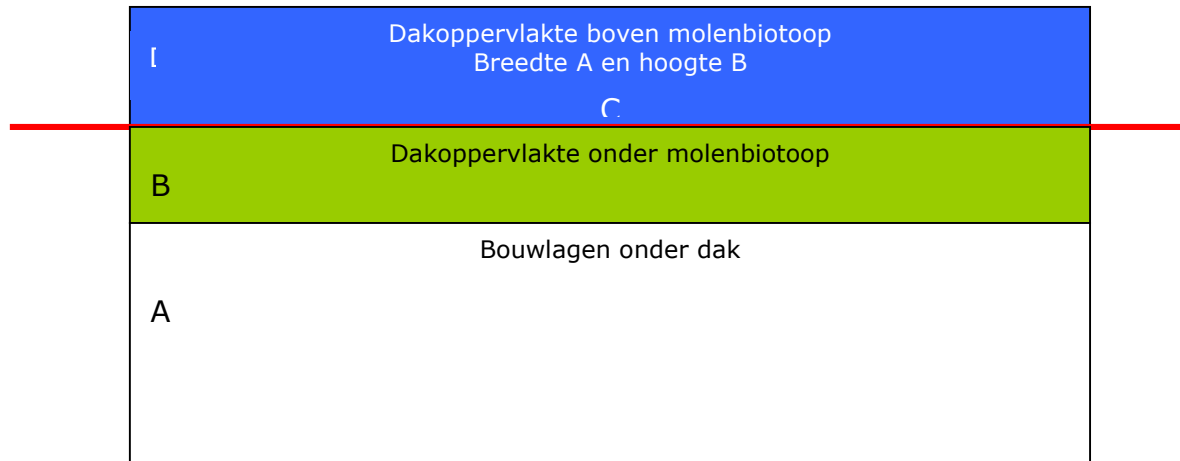 Dakoppervlakte boven molenbiotoop
Breedte A en hoogte B
C
Dakoppervlakte onder molenbiotoop
B
Bouwlagen onder dak
A